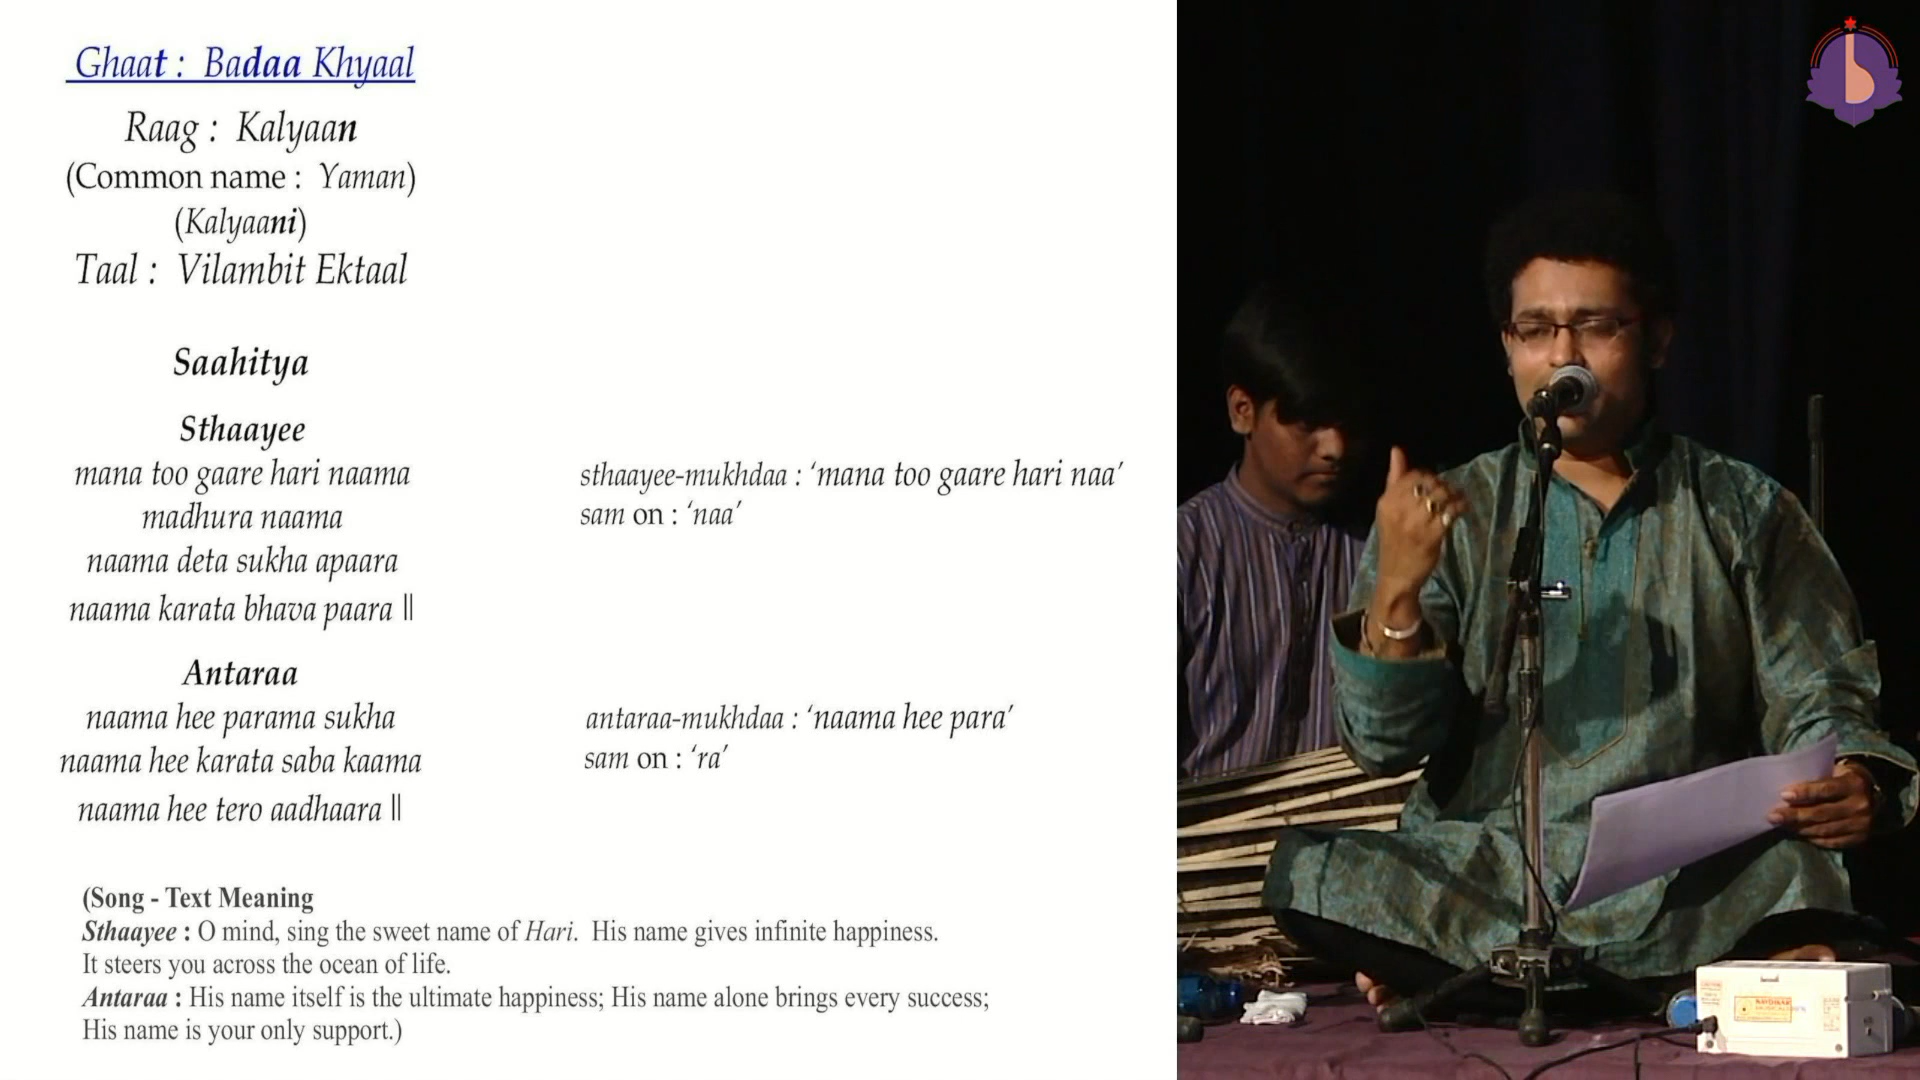 Ghaat : Badaa Khyaal
Raag : Kalyaan
(Common name : Yaman)
(Kalyaani)
Taal : Vilambit Ektaal
Saahitya
Sthaayee
mana too gaare hari naama
madhura naama
naama deta sukha apaara
naama karata bhava paara ||
sthaayee-mukhdaa : ‘mana too gaare hari naa’
sam on : ‘naa’
Antaraa
naama hee parama sukha
naama hee karata saba kaama
naama hee tero aadhaara ||
antaraa-mukhdaa : ‘naama hee para’
sam on : ‘ra’
(Song - Text Meaning
Sthaayee : O mind, sing the sweet name of Hari. His name gives infinite happiness.
It steers you across the ocean of life.
Antaraa : His name itself is the ultimate happiness; His name alone brings every success;
His name is your only support.)